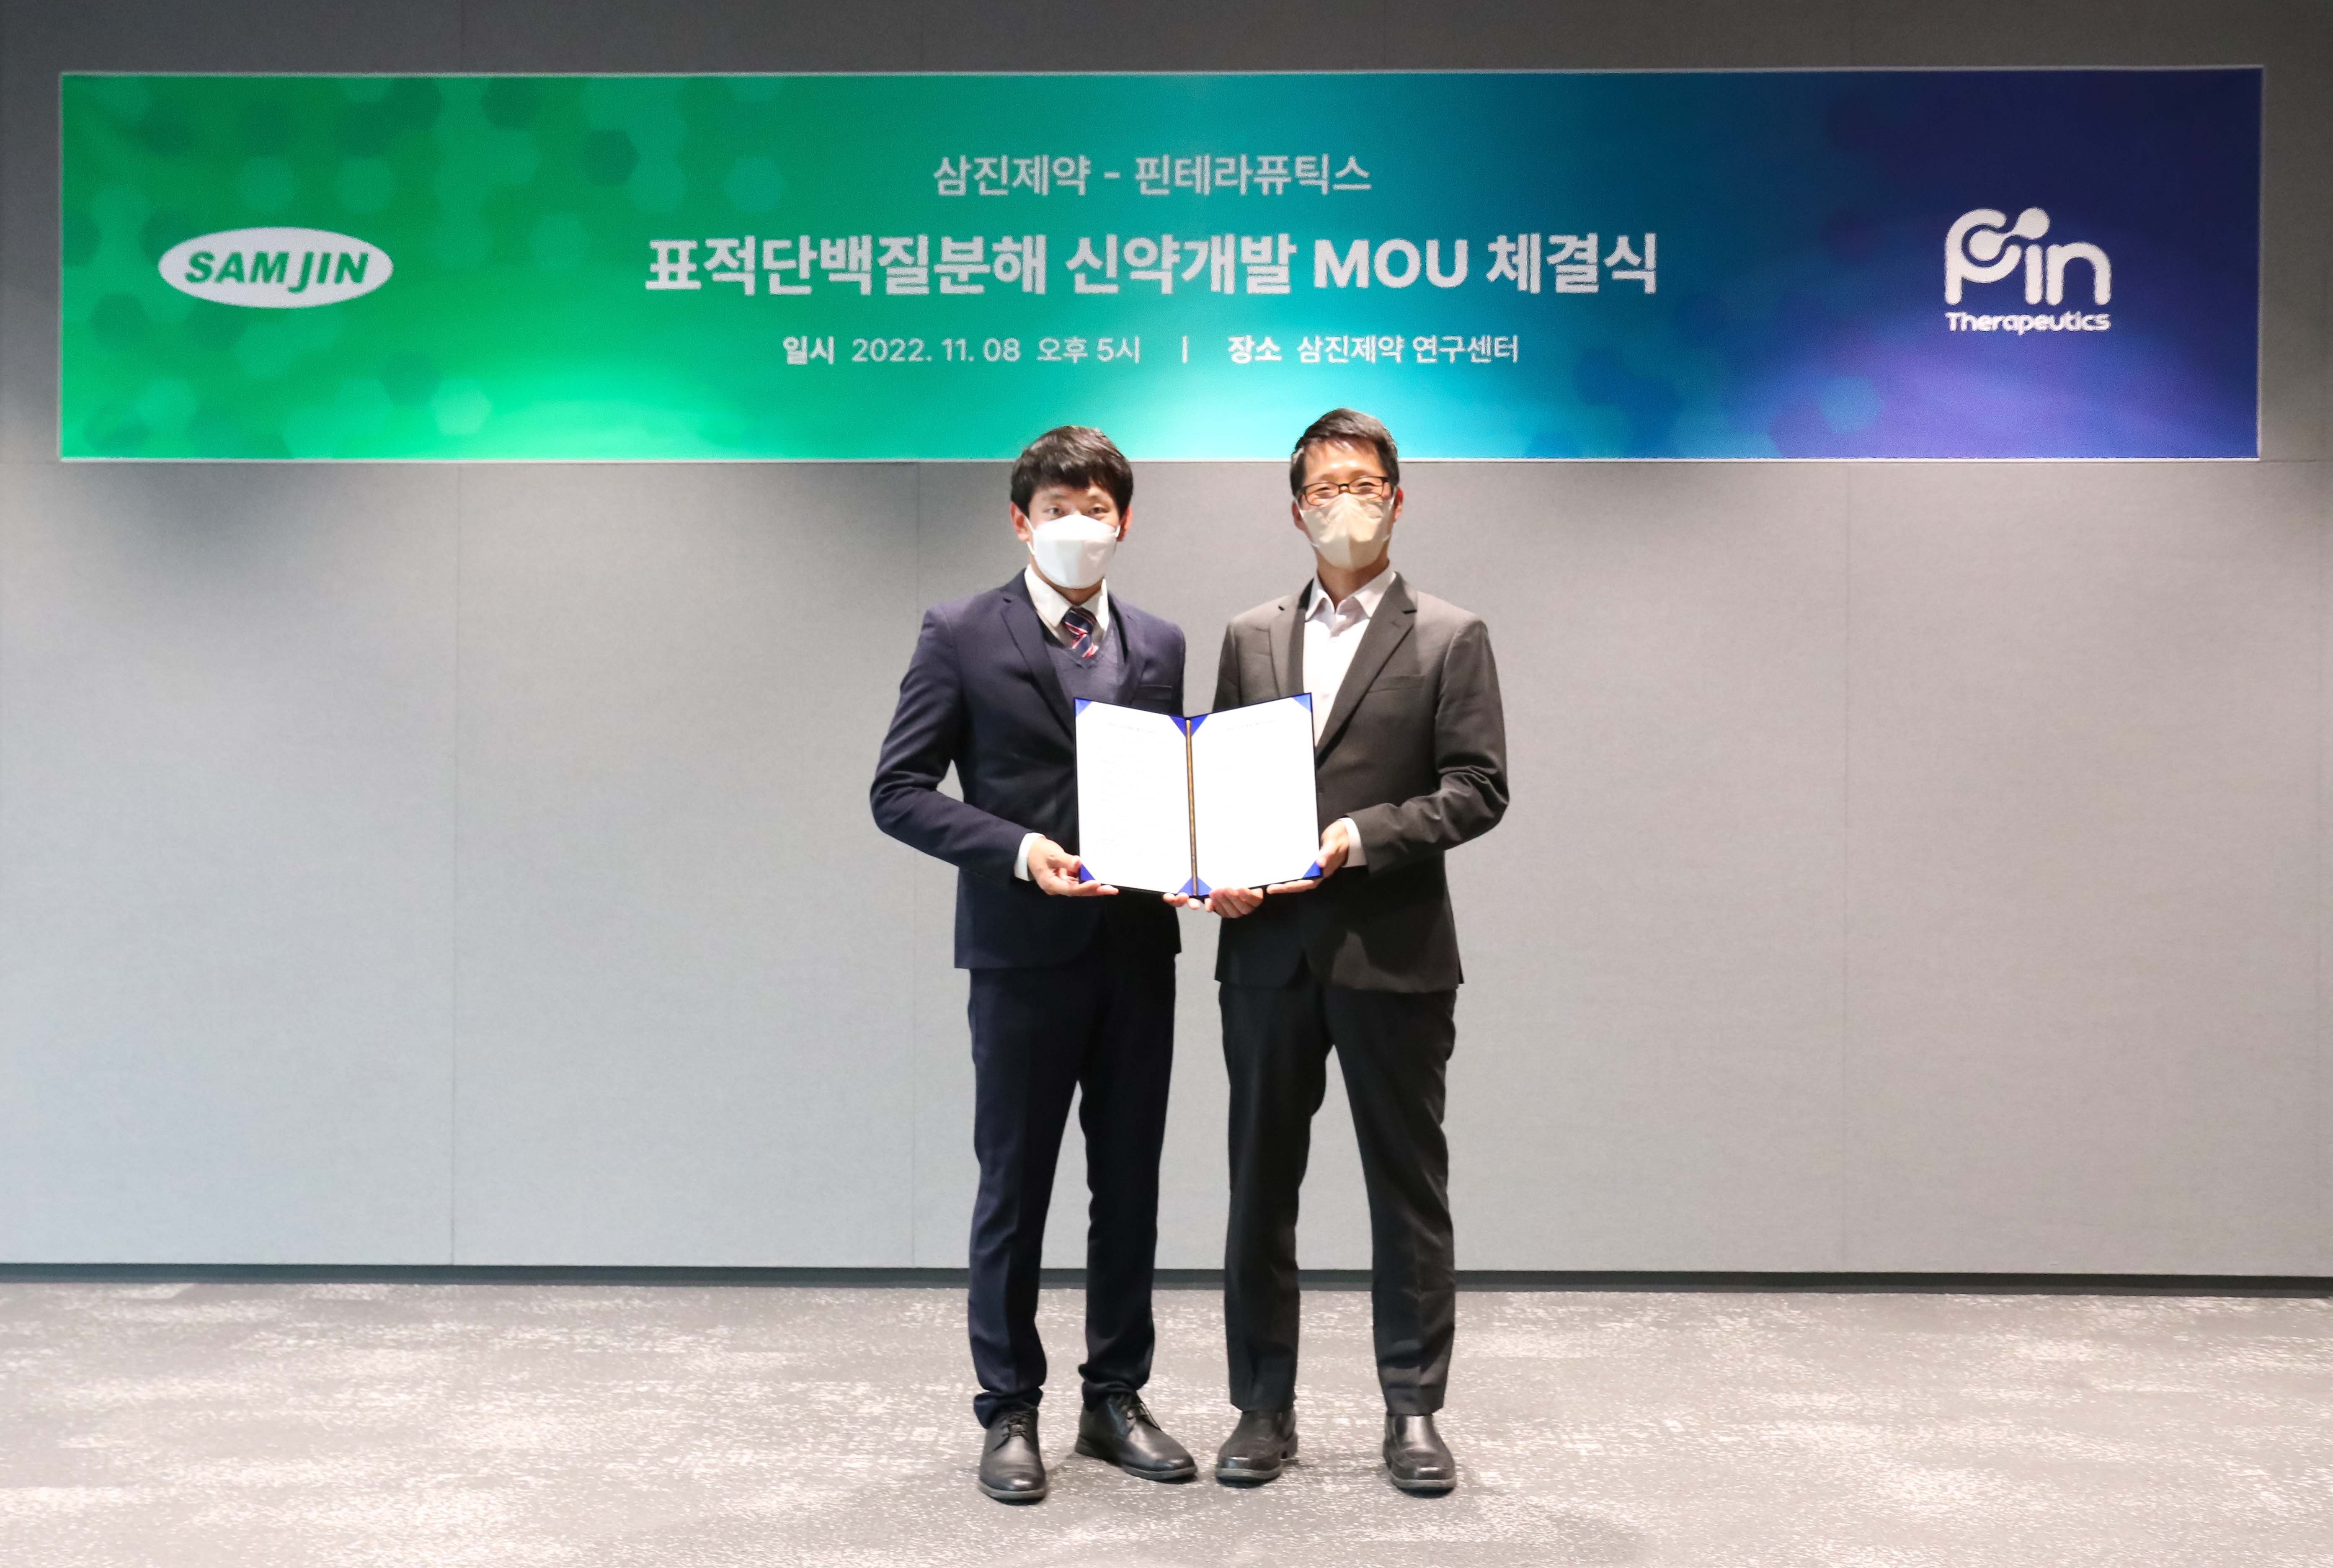 삼진제약 - 핀테라퓨틱스
SAMJIN
표적단백질분해 신약개발 MOU 체결식
Pin
Therapeutics
일시 2022. 11. 08 오후 5시 | 장소 삼진제약 연구센터